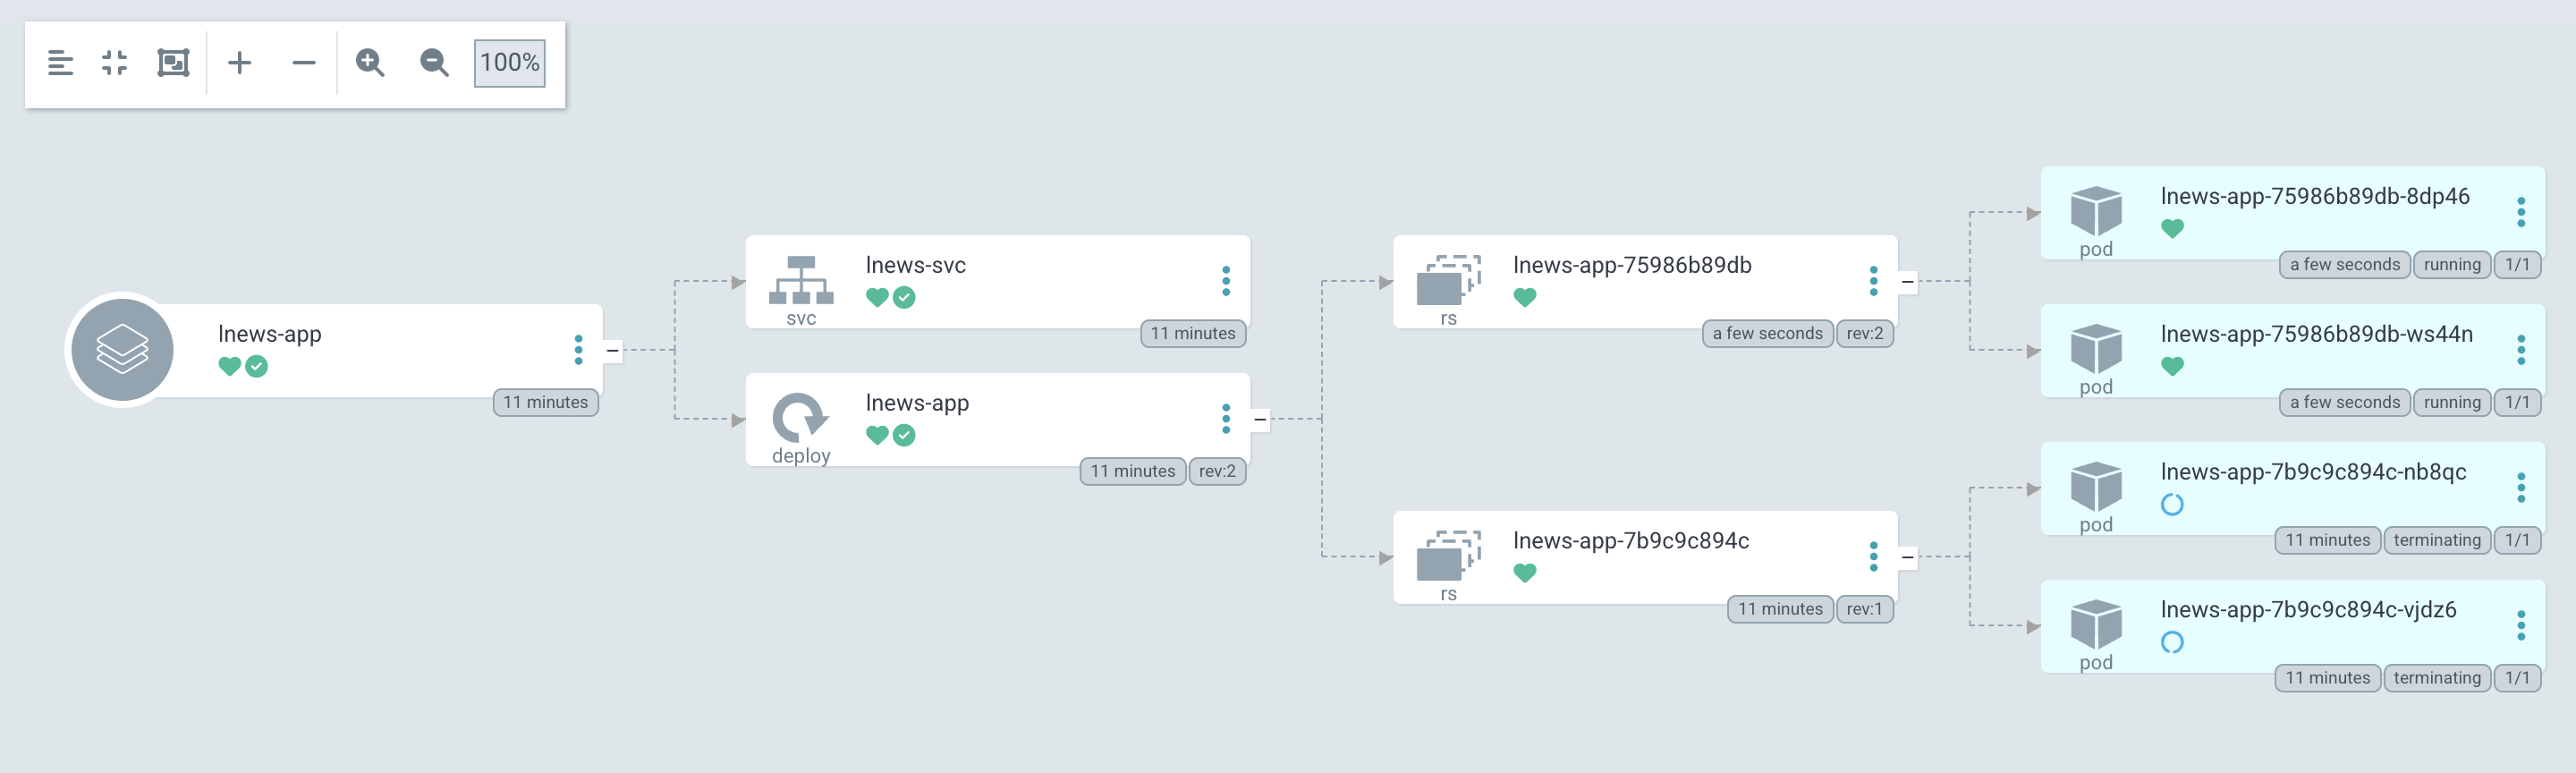 100%
lnews-app
11 minutes
lnews-svc
svc
11 minutes
lnews-app
deploy
11 minutes rev:2
lnews-app-75986b89db
rs
a few seconds rev:2
lnews-app-7b9c9c894c
rs
11 minutes rev:1
lnews-app-75986b89db-8dp46
pod
a few seconds running 1/1
lnews-app-75986b89db-ws44n
pod
a few seconds running 1/1
lnews-app-7b9c9c894c-nb8qc
pod
11 minutes terminating 1/1
lnews-app-7b9c9c894c-vjdz6
pod
11 minutes terminating 1/1